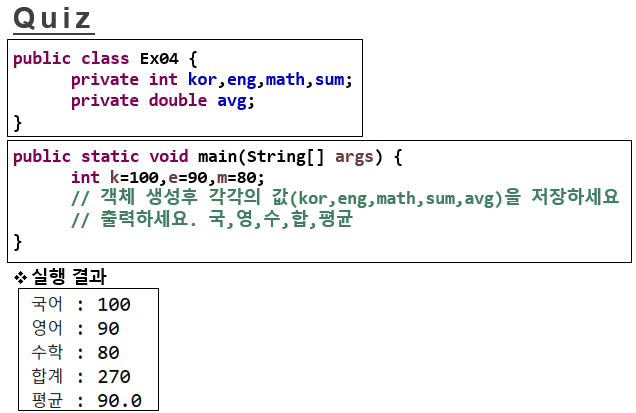 Quiz
public class Ex04 {
private int kor,eng,math,sum;
private double avg;
}
public static void main(String[] args) {
int k=100,e=90,m=80;
// 객체 생성후 각각의 값(kor,eng,math,sum,avg)을 저장하세요
// 출력하세요. 국,영,수,합,평균
}
❖ 실행 결과
국어 : 100
영어 : 90
수학 : 80
합계 : 270
평균 : 90.0